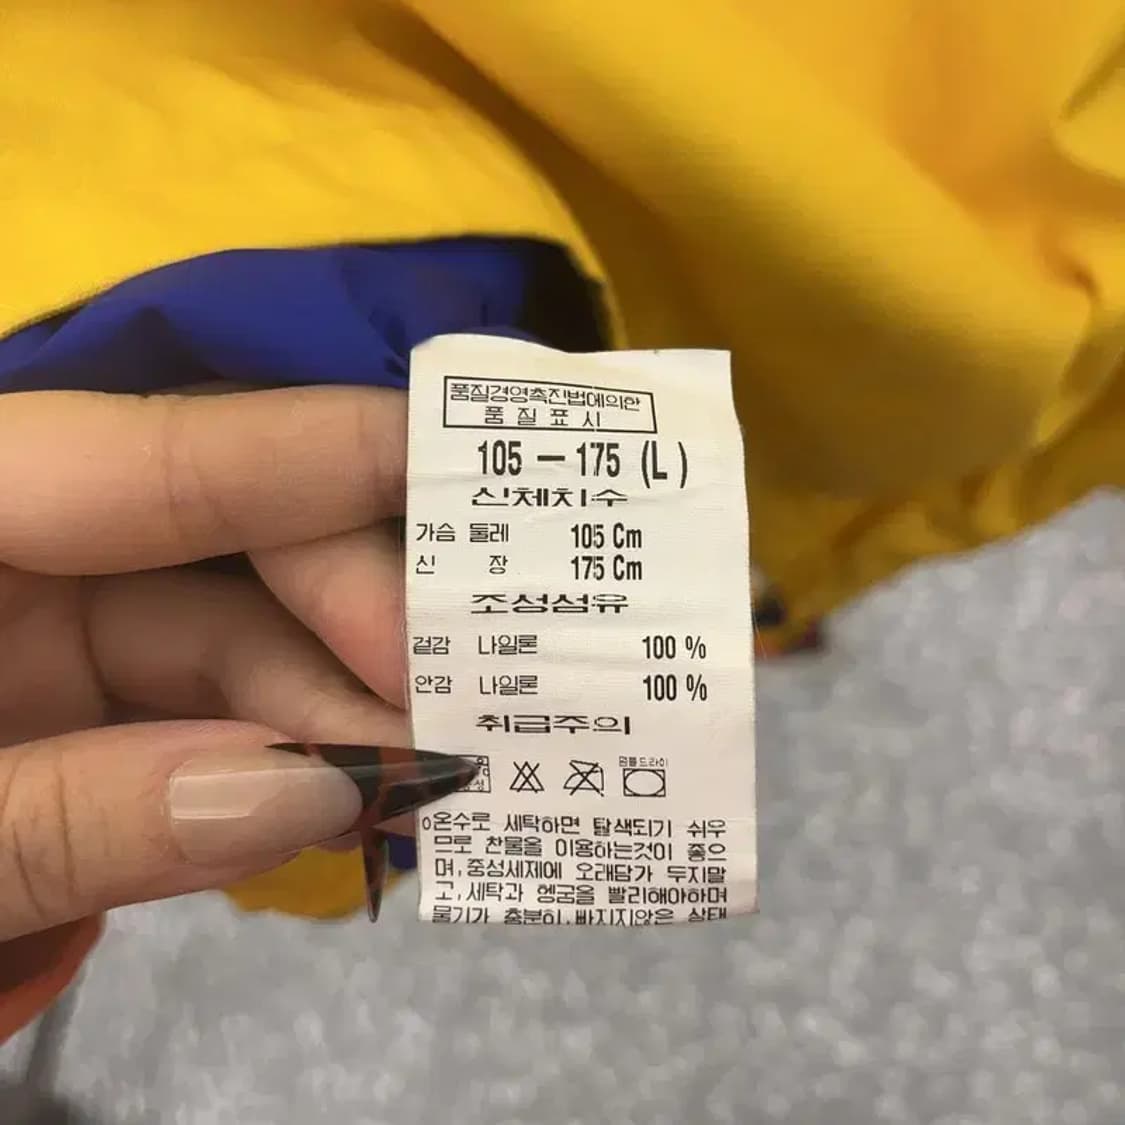 품질경영촉진법에의한
품 질 표 시
105 — 175 (L)
신체치수
가슴 둘레 105 Cm
신 장 175 Cm
조성섬유
겉감 나일론 100 %
안감 나일론 100 %
취급주의
텀블드라이
온수로 세탁하면 탈색되기 쉬우
므로 찬물을 이용하는것이 좋으
며, 중성세제에 오래담가 두지말
고, 세탁과 헹굼을 빨리해야하며
물기가 충분히 빠지지않은 상태